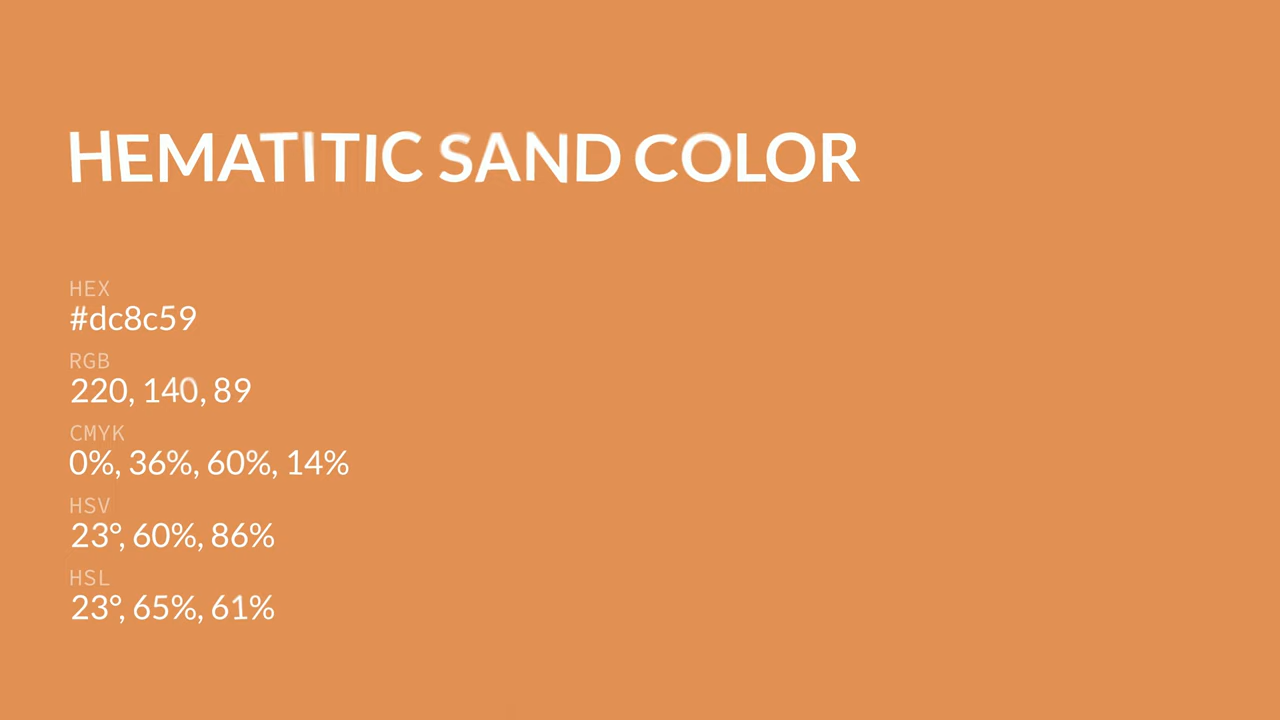 HEMATITIC SAND COLOR
HEX
#dc8c59
RGB
220, 140, 89
CMYK
0%, 36%, 60%, 14%
HSV
23°, 60%, 86%
HSL
23°, 65%, 61%